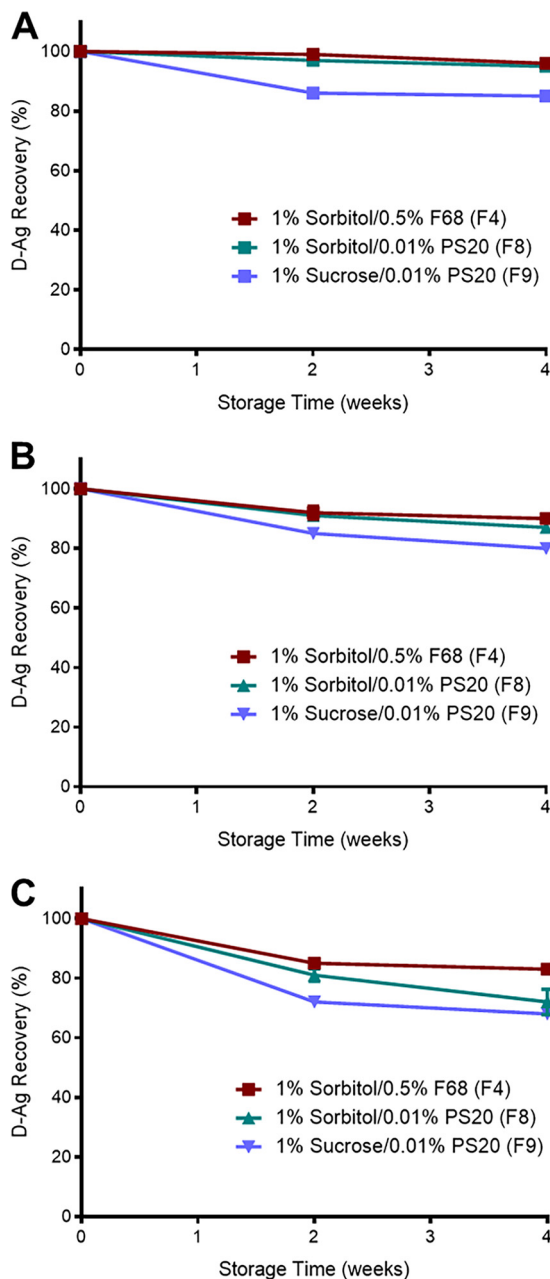 A
D-Ag Recovery (%)
100
80
60
40
20
0
1% Sorbitol/0.5% F68 (F4)
1% Sorbitol/0.01% PS20 (F8)
1% Sucrose/0.01% PS20 (F9)
0 1 2 3 4
Storage Time (weeks)
B
D-Ag Recovery (%)
100
80
60
40
20
0
1% Sorbitol/0.5% F68 (F4)
1% Sorbitol/0.01% PS20 (F8)
1% Sucrose/0.01% PS20 (F9)
0 1 2 3 4
Storage Time (weeks)
C
D-Ag Recovery (%)
100
80
60
40
20
0
1% Sorbitol/0.5% F68 (F4)
1% Sorbitol/0.01% PS20 (F8)
1% Sucrose/0.01% PS20 (F9)
0 1 2 3 4
Storage Time (weeks)